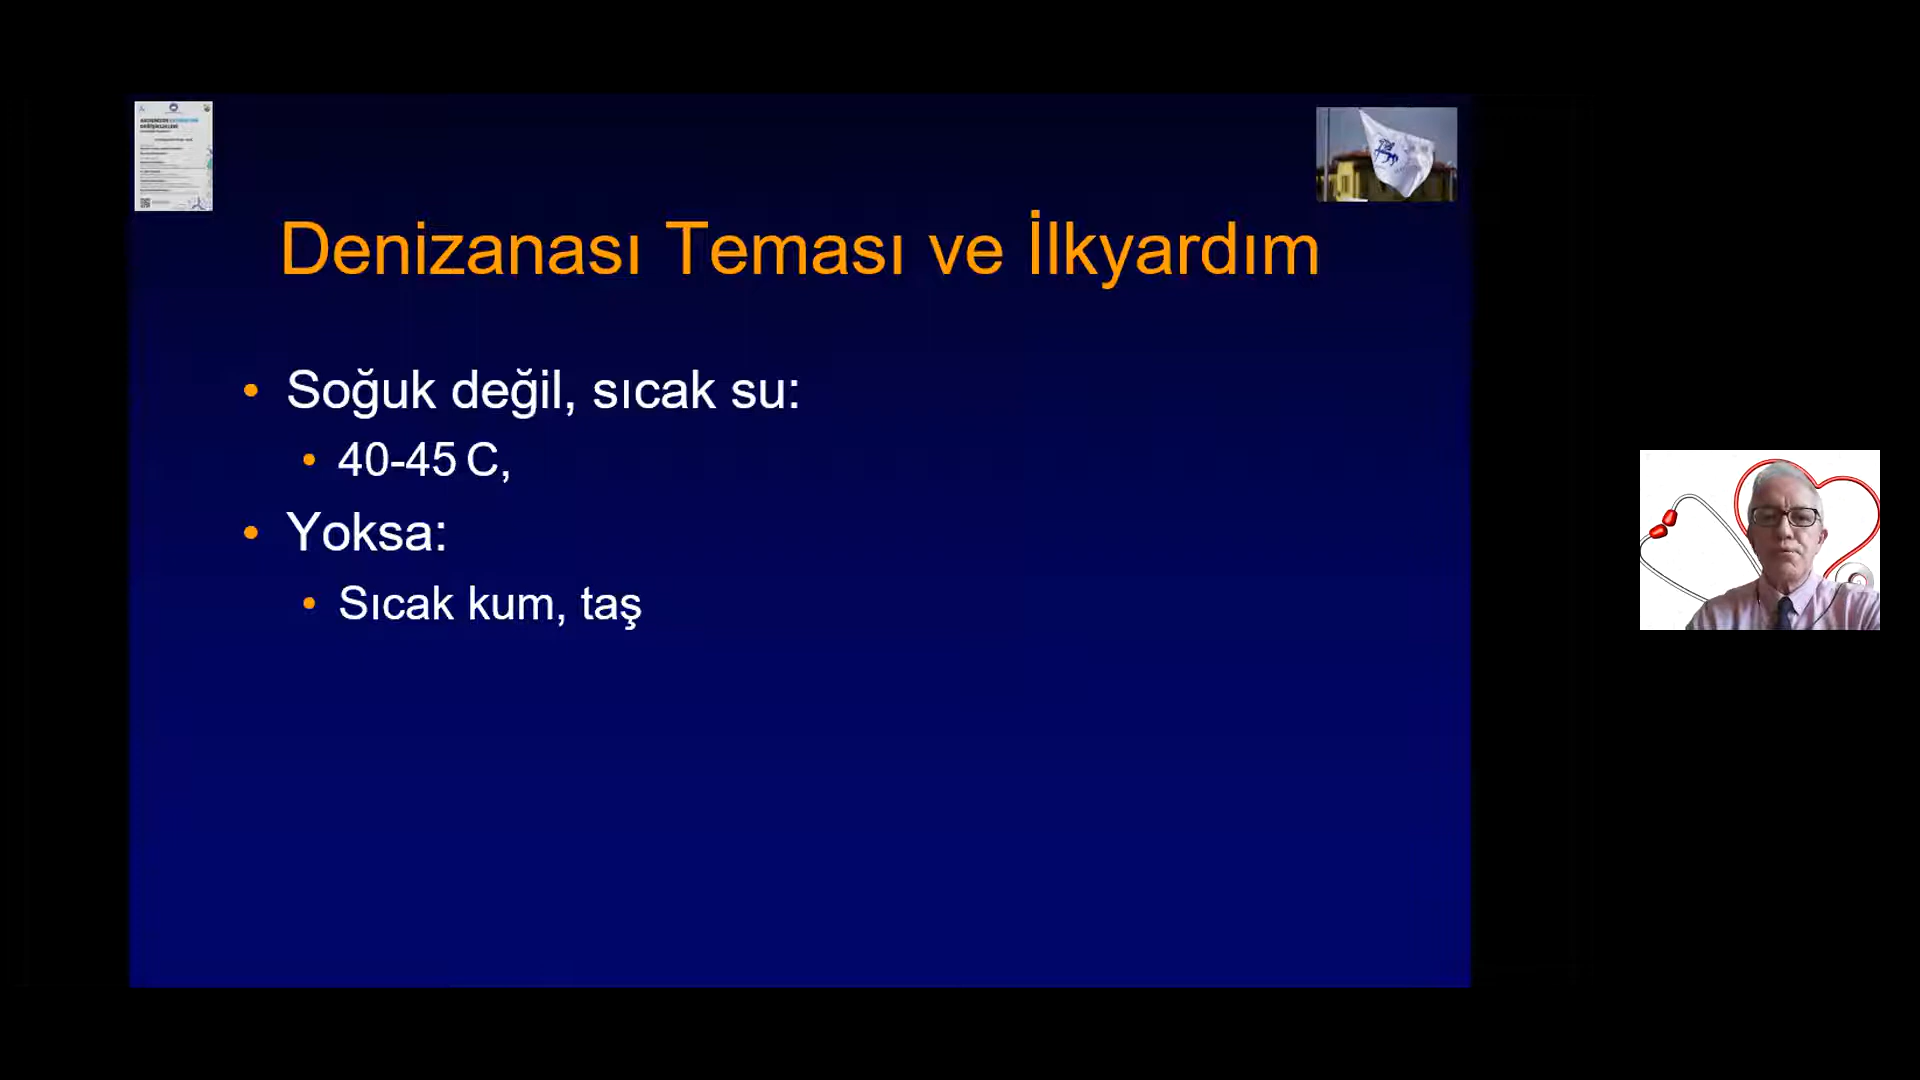 Denizanası Teması ve İlkyardım
• Soğuk değil, sıcak su:
• 40-45 C,
• Yoksa:
• Sıcak kum, taş